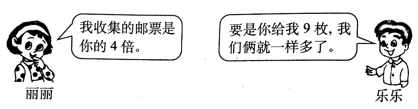 我收集的邮票是
你的4倍。
要是你给我9枚,我
们俩就一样多了。
丽丽
乐乐